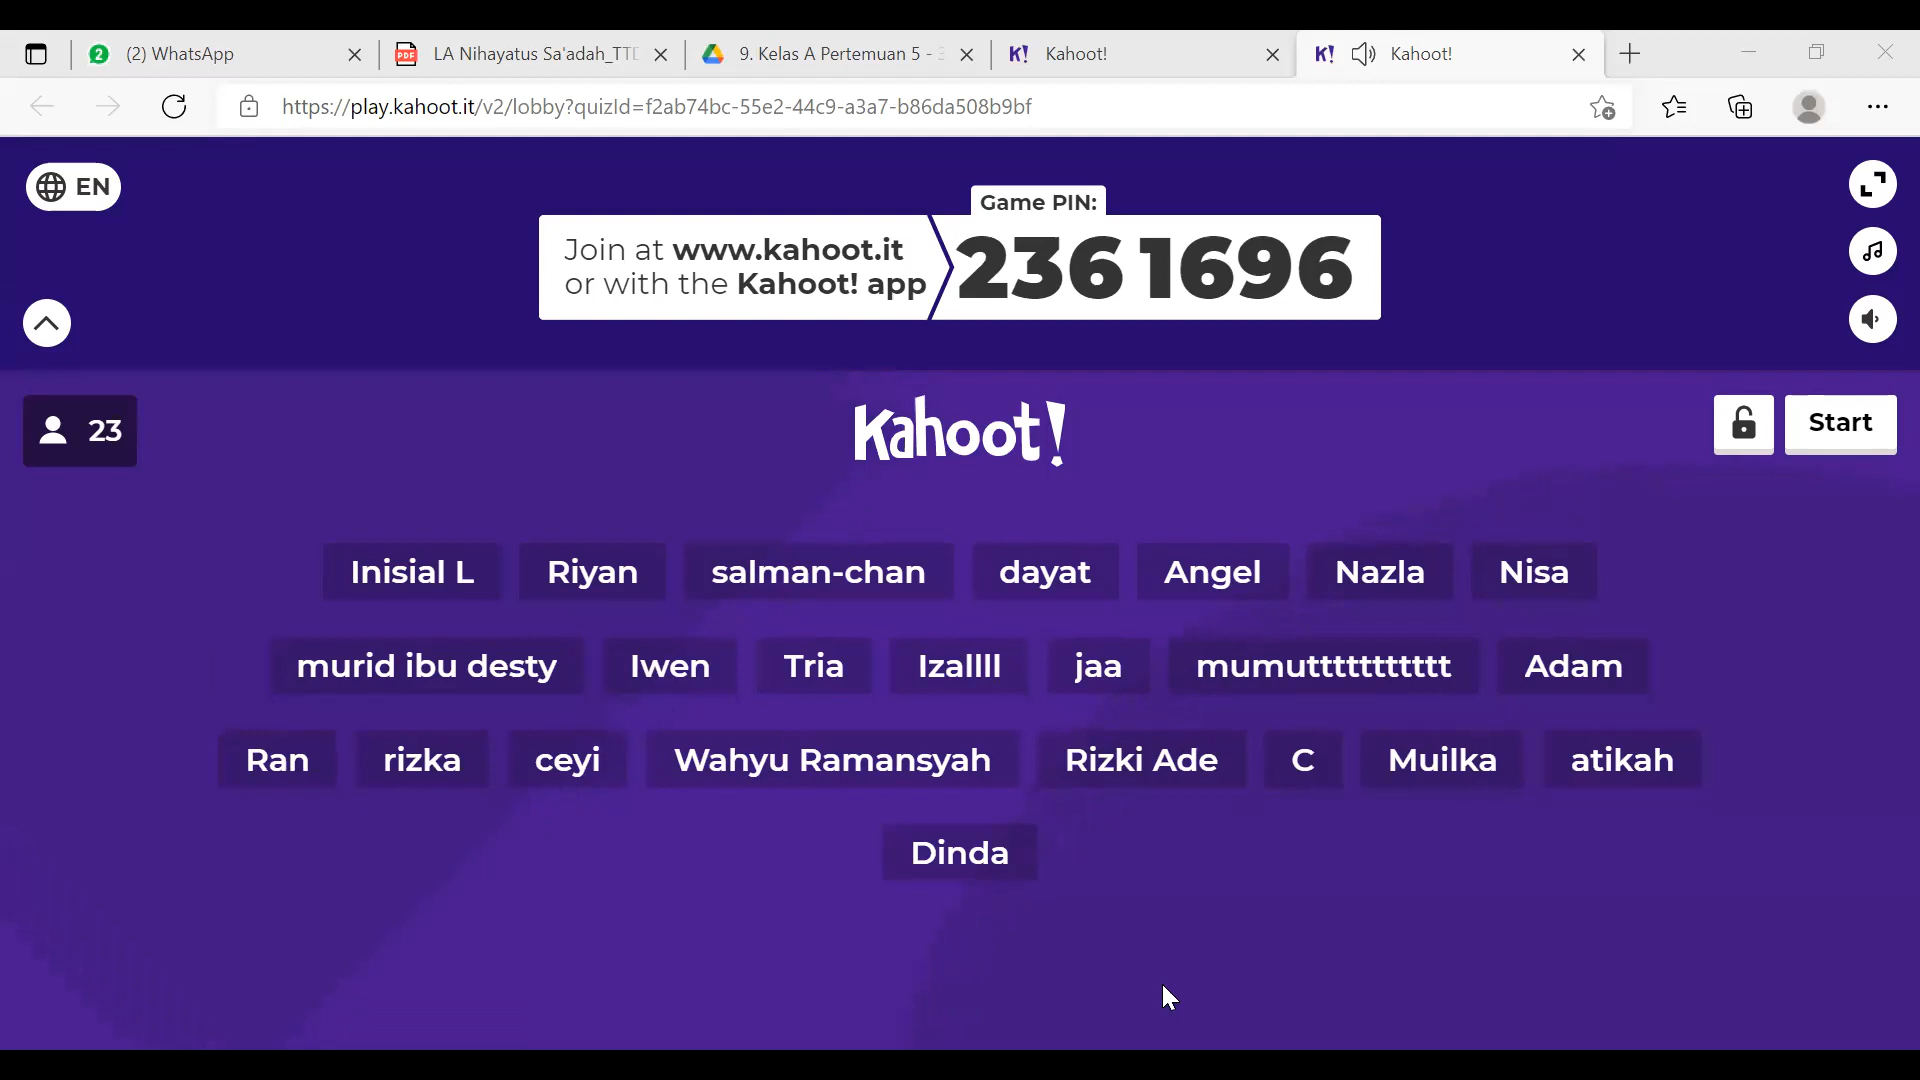 (2) WhatsApp
LA Nihayatus Sa'adah_TTD
9. Kelas A Pertemuan 5 - 3
K! Kahoot!
K! Kahoot!
https://play.kahoot.it/v2/lobby?quizId=f2ab74bc-55e2-44c9-a3a7-b86da508b9bf
EN
Game PIN:
Join at www.kahoot.it
or with the Kahoot! app
236 1696
23
Kahoot!
Start
Inisial L Riyan salman-chan dayat Angel Nazla Nisa
murid ibu desty Iwen Tria Izallll jaa mumuttttttttttt Adam
Ran rizka ceyi Wahyu Ramansyah Rizki Ade C Muilka atikah
Dinda